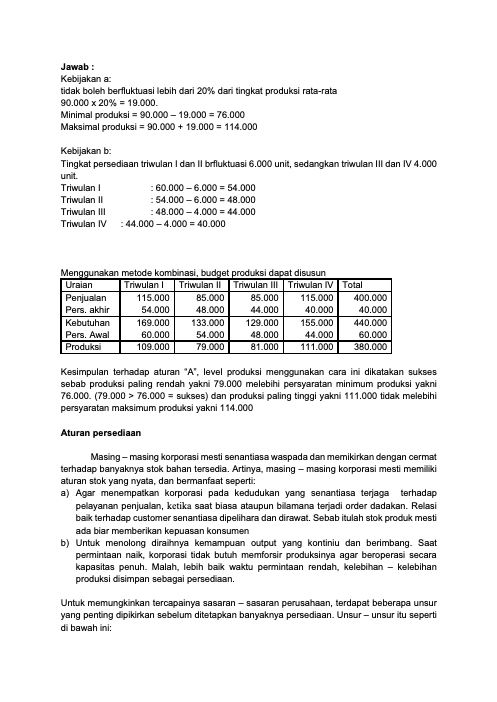 Jawab :
Kebijakan a:
tidak boleh berfluktuasi lebih dari 20% dari tingkat produksi rata-rata
90.000 x 20% = 19.000.
Minimal produksi = 90.000 – 19.000 = 76.000
Maksimal produksi = 90.000 + 19.000 = 114.000
Kebijakan b:
Tingkat persediaan triwulan I dan II brfluktuasi 6.000 unit, sedangkan triwulan III dan IV 4.000
unit.
Triwulan I : 60.000 – 6.000 = 54.000
Triwulan II : 54.000 – 6.000 = 48.000
Triwulan III : 48.000 – 4.000 = 44.000
Triwulan IV : 44.000 – 4.000 = 40.000
Menggunakan metode kombinasi, budget produksi dapat disusun
Uraian Triwulan I Triwulan II Triwulan III Triwulan IV Total
Penjualan 115.000 85.000 85.000 115.000 400.000
Pers. akhir 54.000 48.000 44.000 40.000 40.000
Kebutuhan 169.000 133.000 129.000 155.000 440.000
Pers. Awal 60.000 54.000 48.000 44.000 60.000
Produksi 109.000 79.000 81.000 111.000 380.000
Kesimpulan terhadap aturan “A”, level produksi menggunakan cara ini dikatakan sukses
sebab produksi paling rendah yakni 79.000 melebihi persyaratan minimum produksi yakni
76.000. (79.000 > 76.000 = sukses) dan produksi paling tinggi yakni 111.000 tidak melebihi
persyaratan maksimum produksi yakni 114.000
Aturan persediaan
Masing – masing korporasi mesti senantiasa waspada dan memikirkan dengan cermat
terhadap banyaknya stok bahan tersedia. Artinya, masing – masing korporasi mesti memiliki
aturan stok yang nyata, dan bermanfaat seperti:
a) Agar menempatkan korporasi pada kedudukan yang senantiasa terjaga terhadap
pelayanan penjualan, ketika saat biasa ataupun bilamana terjadi order dadakan. Relasi
baik terhadap customer senantiasa dipelihara dan dirawat. Sebab itulah stok produk mesti
ada biar memberikan kepuasan konsumen
b) Untuk menolong diraihnya kemampuan output yang kontiniu dan berimbang. Saat
permintaan naik, korporasi tidak butuh memforsir produksinya agar beroperasi secara
kapasitas penuh. Malah, lebih baik waktu permintaan rendah, kelebihan – kelebihan
produksi disimpan sebagai persediaan.
Untuk memungkinkan tercapainya sasaran – sasaran perusahaan, terdapat beberapa unsur
yang penting dipikirkan sebelum ditetapkan banyaknya persediaan. Unsur – unsur itu seperti
di bawah ini: